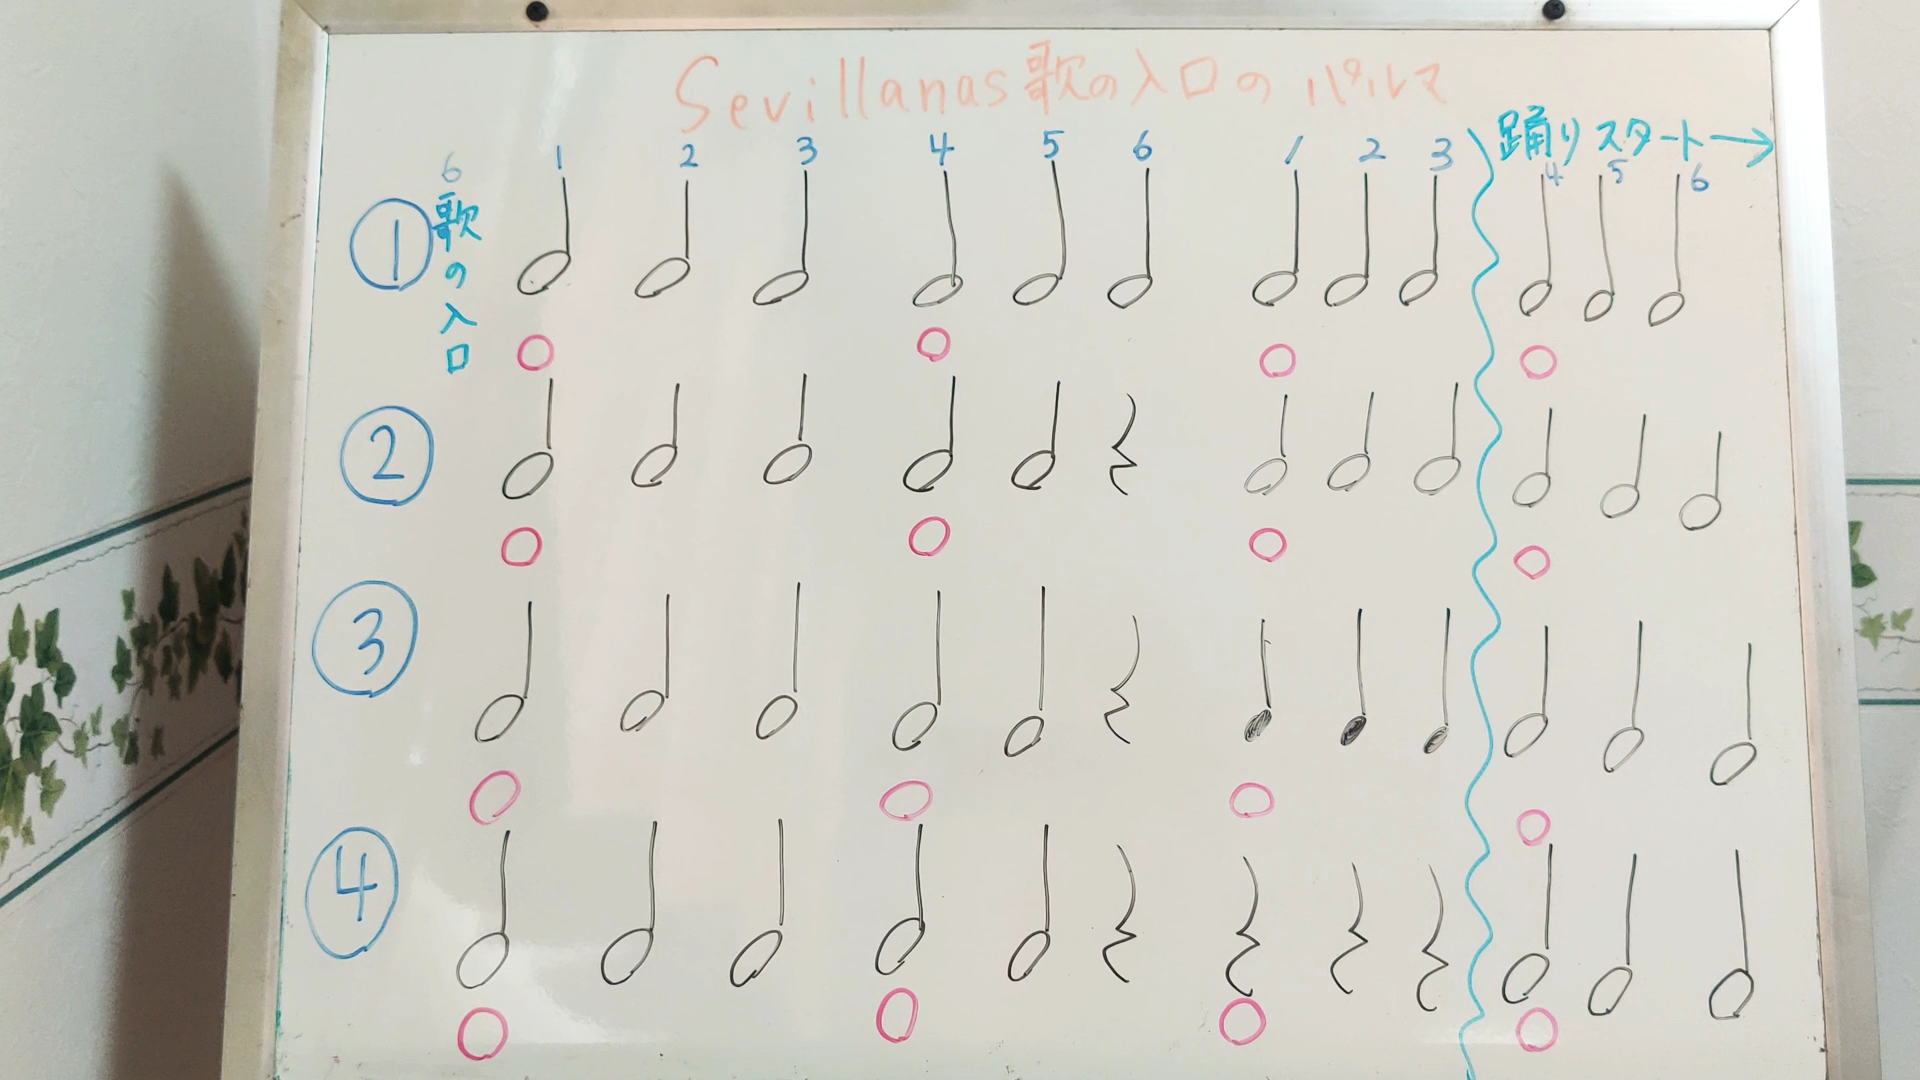 Sevillanas歌の入口のパルマ
踊りスタート→
6 1 2 3 4 5 6 1 2 3 4 5 6
① 歌の入口
②
③
④